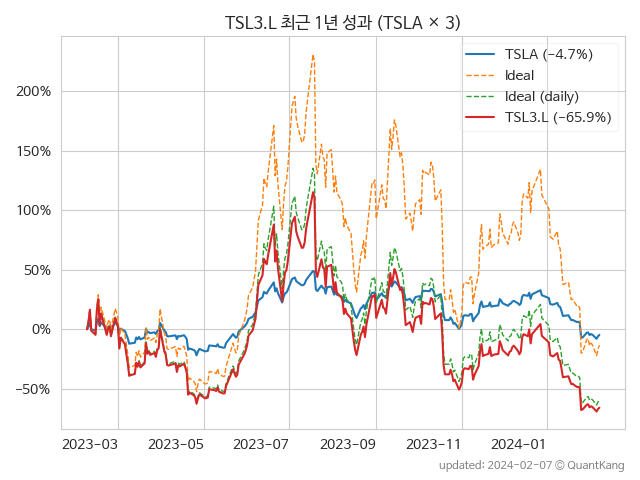 TSL3.L 최근 1년 성과 (TSLA × 3)
TSLA (−4.7%)
Ideal
Ideal (daily)
TSL3.L (−65.9%)
200%
150%
100%
50%
0%
−50%
2023-03
2023-05
2023-07
2023-09
2023-11
2024-01
updated: 2024-02-07 © QuantKang